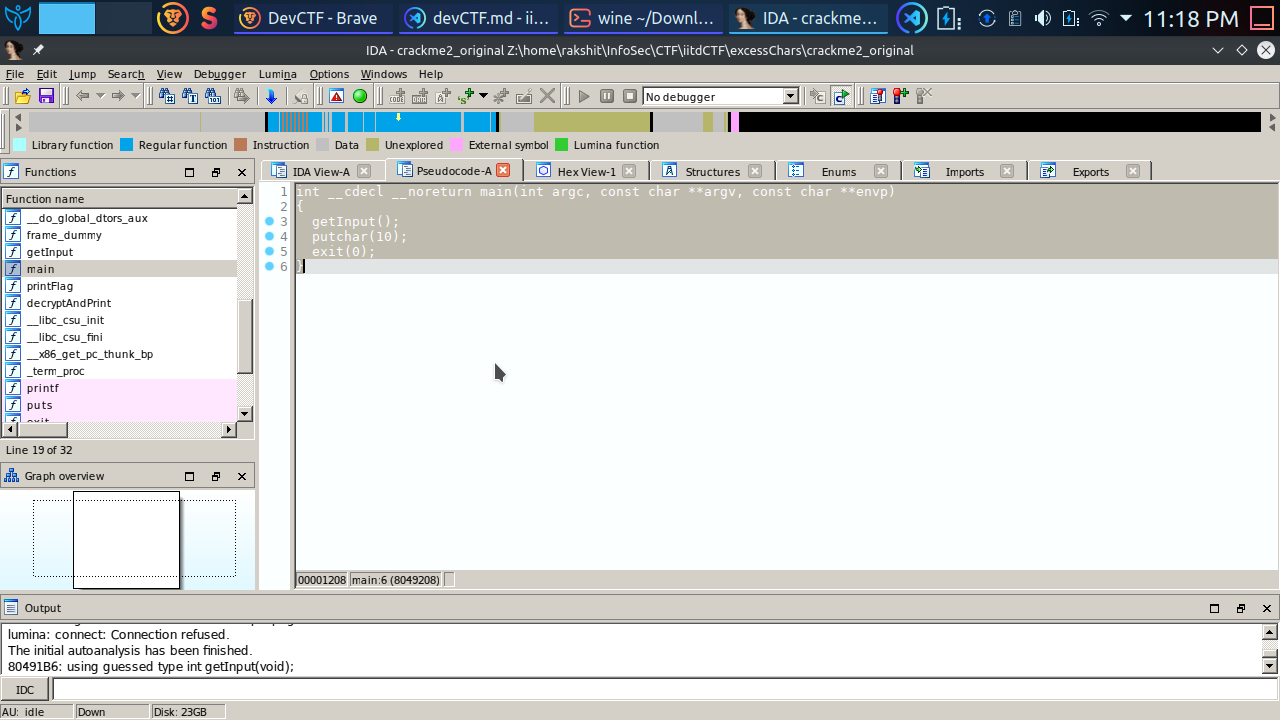 DevCTF - Brave
devCTF.md - ii...
wine ~/Downl...
IDA - crackme...
11:18 PM
IDA - crackme2_original Z:\home\rakshit\InfoSec\CTF\iitdCTF\excessChars\crackme2_original
File Edit Jump Search View Debugger Lumina Options Windows Help
No debugger
Library function Regular function Instruction Data Unexplored External symbol Lumina function
Functions
IDA View-A Pseudocode-A Hex View-1 Structures Enums Imports Exports
Function name
__do_global_dtors_aux
frame_dummy
getInput
main
printFlag
decryptAndPrint
__libc_csu_init
__libc_csu_fini
__x86_get_pc_thunk_bp
_term_proc
printf
puts
exit
Line 19 of 32
Graph overview
1 int __cdecl __noreturn main(int argc, const char **argv, const char **envp)
2 {
3 getInput();
4 putchar(10);
5 exit(0);
6 }
00001208 main:6 (8049208)
Output
lumina: connect: Connection refused.
The initial autoanalysis has been finished.
80491B6: using guessed type int getInput(void);
IDC
AU: idle Down Disk: 23GB